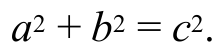 a² + b² = c².